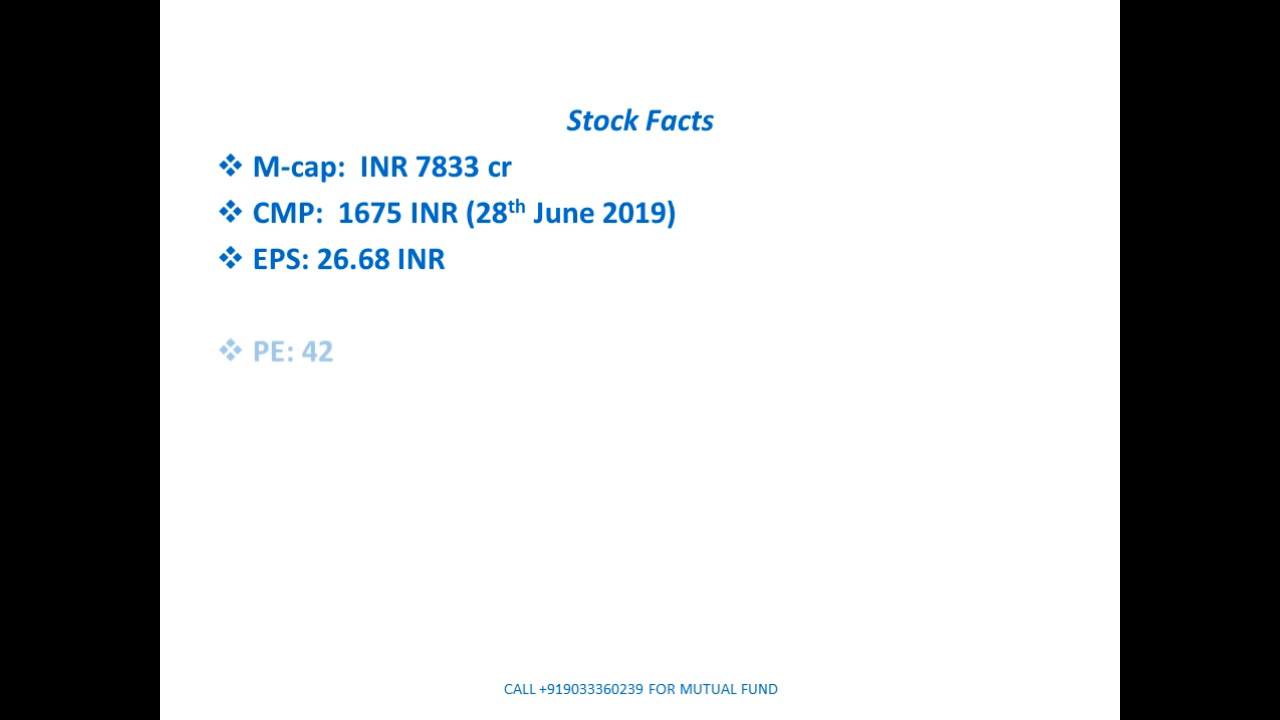 Stock Facts
❖ M-cap: INR 7833 cr
❖ CMP: 1675 INR (28th June 2019)
❖ EPS: 26.68 INR
❖ PE: 42
CALL +919033360239 FOR MUTUAL FUND